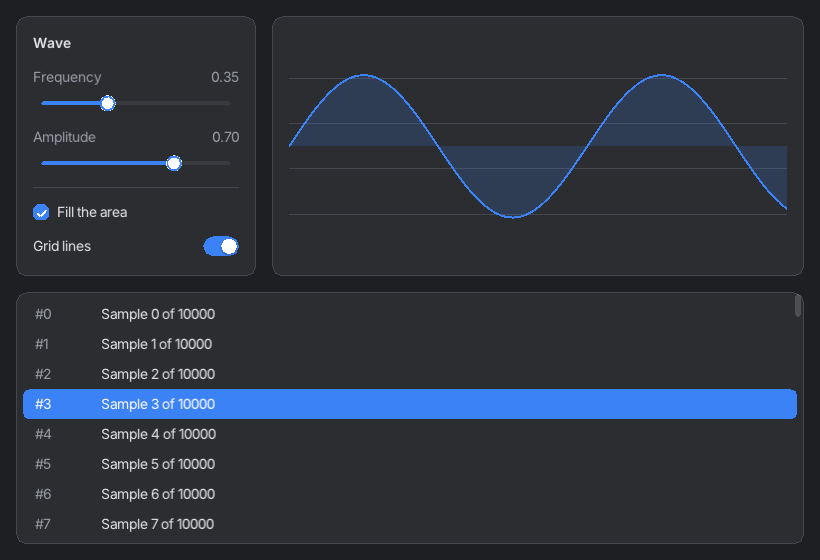 Wave
Frequency 0.35
Amplitude 0.70
Fill the area
Grid lines
#0 Sample 0 of 10000
#1 Sample 1 of 10000
#2 Sample 2 of 10000
#3 Sample 3 of 10000
#4 Sample 4 of 10000
#5 Sample 5 of 10000
#6 Sample 6 of 10000
#7 Sample 7 of 10000